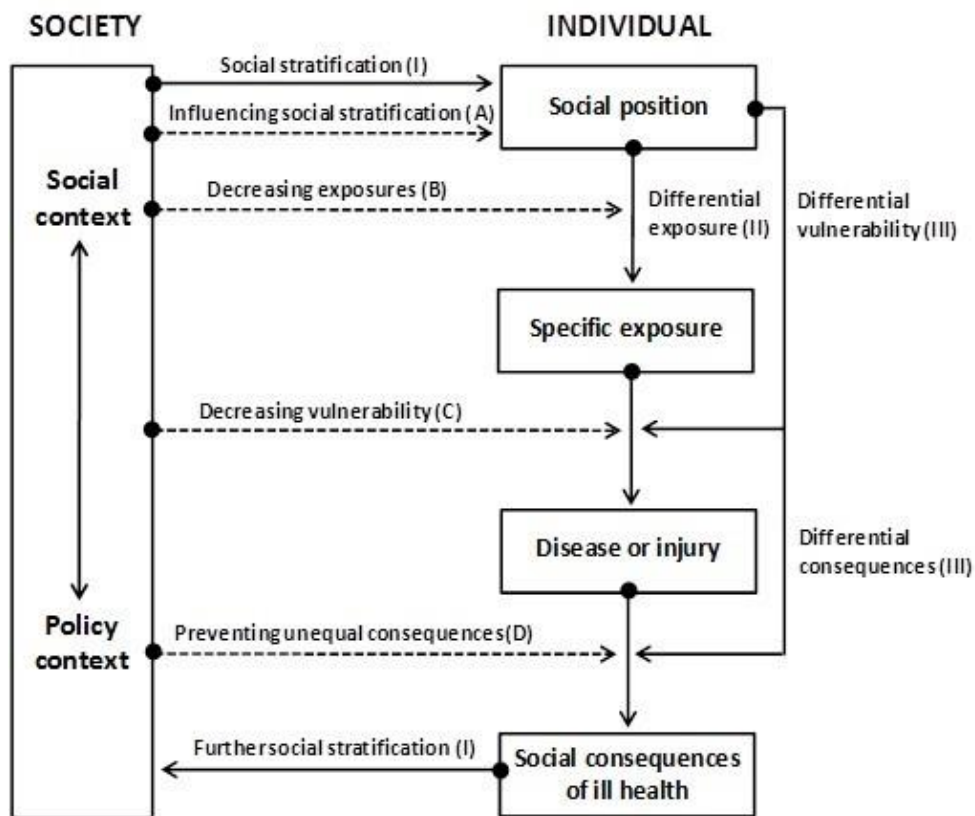 SOCIETY
INDIVIDUAL
Social stratification (I)
Influencing social stratification (A)
Social position
Social
context
Decreasing exposures (B)
Differential
exposure (II)
Differential
vulnerability (III)
Specific exposure
Decreasing vulnerability (C)
Disease or injury
Differential
consequences (III)
Policy
context
Preventing unequal consequences (D)
Further social stratification (I)
Social consequences
of ill health